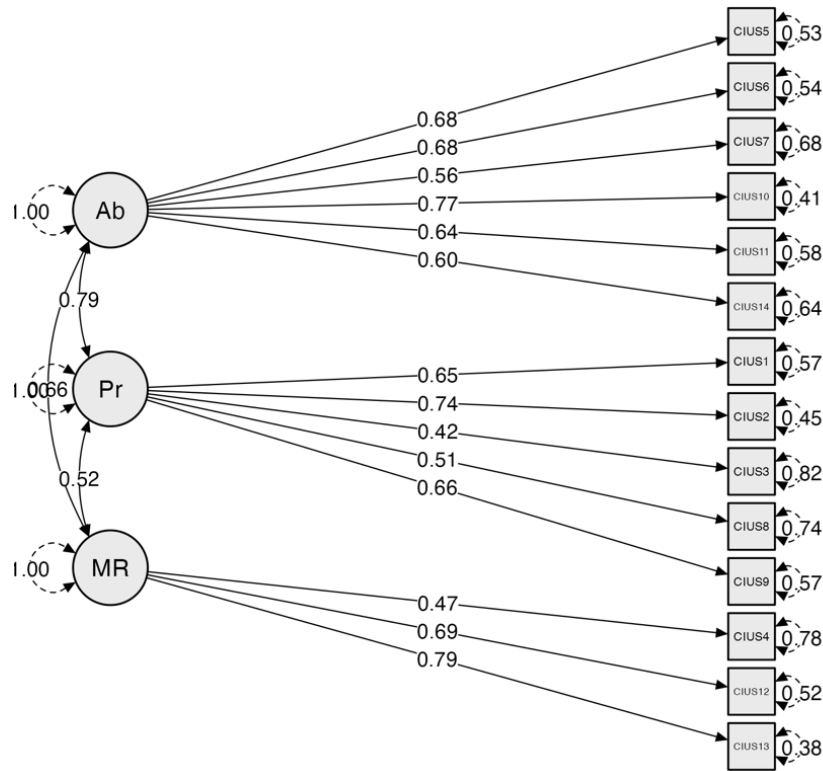 CIUS5 0.53
CIUS6 0.54
0.68
0.68 CIUS7 0.68
0.56
1.00 Ab 0.77 CIUS10 0.41
0.64
0.60 CIUS11 0.58
0.79 CIUS14 0.64
0.65 CIUS1 0.57
1.00 0.66 Pr 0.74 CIUS2 0.45
0.42
0.51 CIUS3 0.82
0.52 0.66
CIUS8 0.74
1.00 MR CIUS9 0.57
0.47 CIUS4 0.78
0.69
0.79 CIUS12 0.52
CIUS13 0.38